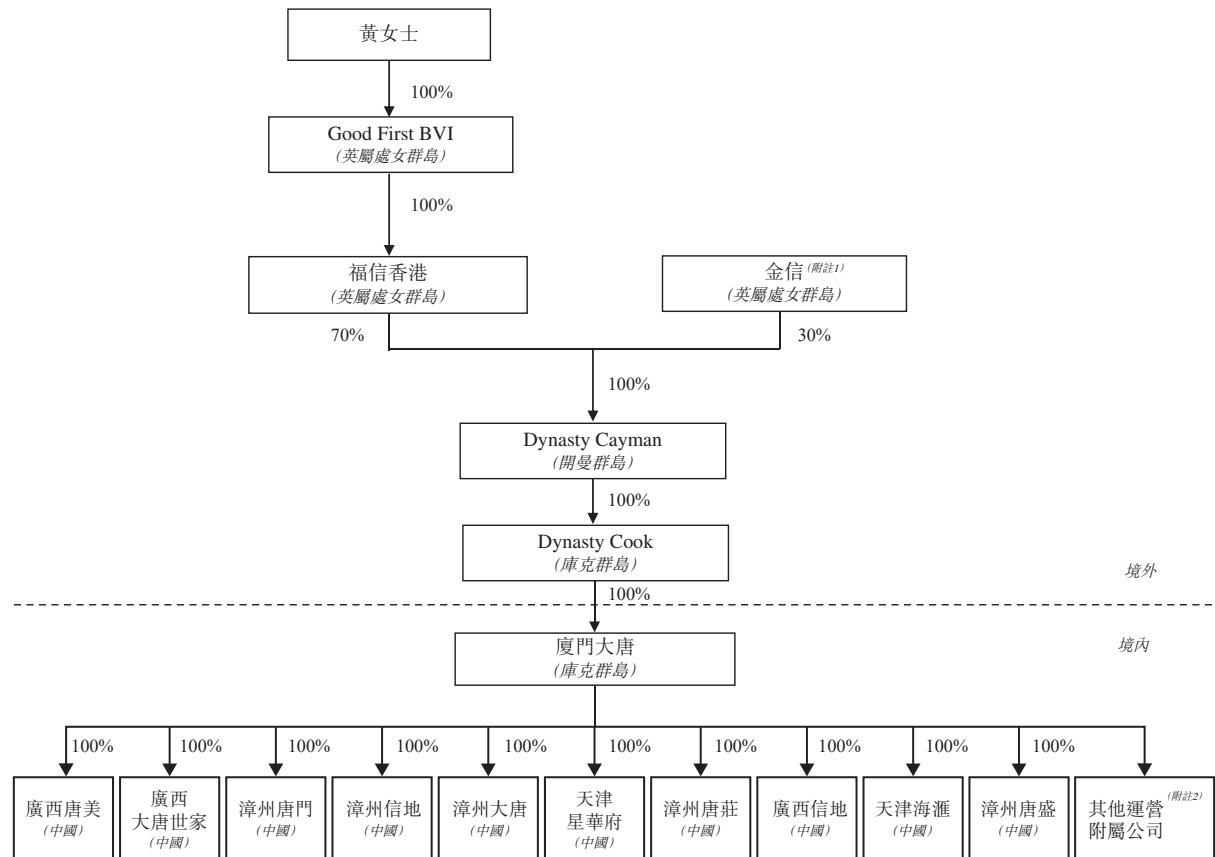 黃女士
100%
Good First BVI
(英屬處女群島)
100%
福信香港
(英屬處女群島)
金信(附註1)
(英屬處女群島)
70%
30%
100%
Dynasty Cayman
(開曼群島)
100%
Dynasty Cook
(庫克群島)
境外
100%
廈門大唐
(庫克群島)
境內
100%
100%
100%
100%
100%
100%
100%
100%
100%
100%
廣西唐美
(中國)
廣西
大唐世家
(中國)
漳州唐門
(中國)
漳州信地
(中國)
漳州大唐
(中國)
天津
星華府
(中國)
漳州唐莊
(中國)
廣西信地
(中國)
天津海滙
(中國)
漳州唐盛
(中國)
其他運營(附註2)
附屬公司